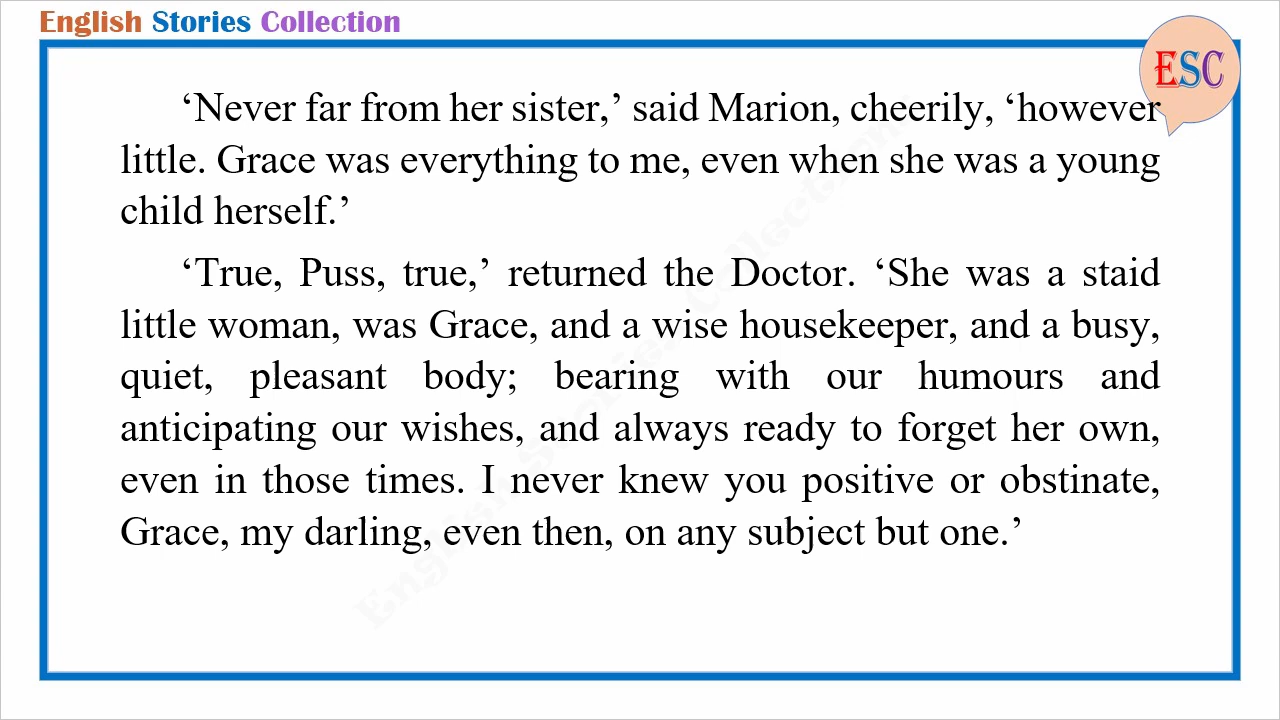 English Stories Collection
ESC
‘Never far from her sister,’ said Marion, cheerily, ‘however
little. Grace was everything to me, even when she was a young
child herself.’
‘True, Puss, true,’ returned the Doctor. ‘She was a staid
little woman, was Grace, and a wise housekeeper, and a busy,
quiet, pleasant body; bearing with our humours and
anticipating our wishes, and always ready to forget her own,
even in those times. I never knew you positive or obstinate,
Grace, my darling, even then, on any subject but one.’
English Stories Collection